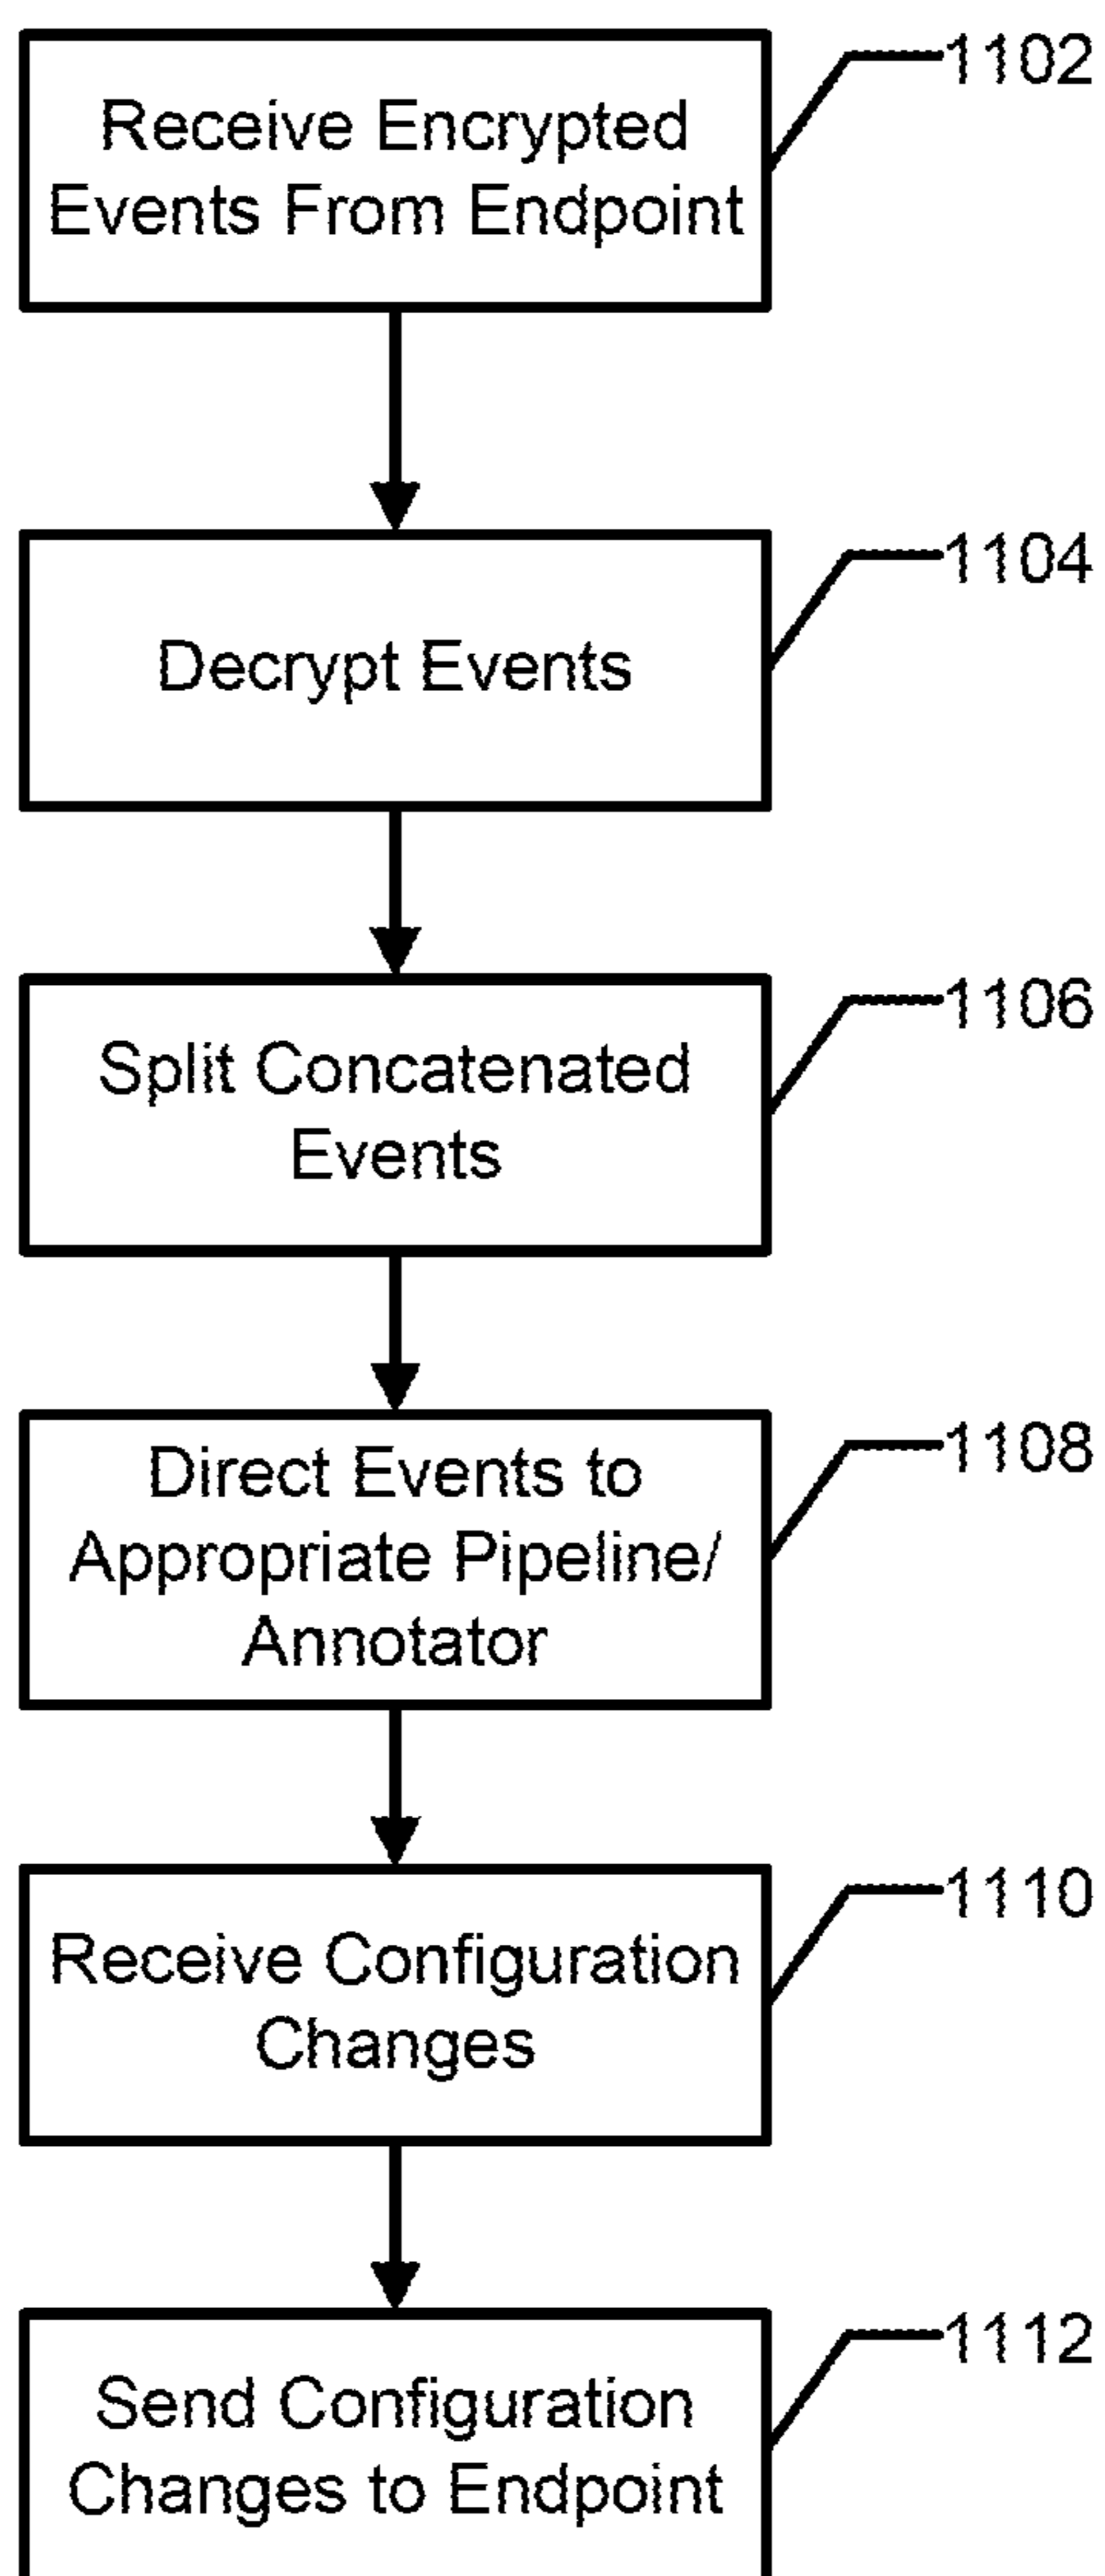 1102
Receive Encrypted
Events From Endpoint
1104
Decrypt Events
1106
Split Concatenated
Events
1108
Direct Events to
Appropriate Pipeline/
Annotator
1110
Receive Configuration
Changes
1112
Send Configuration
Changes to Endpoint